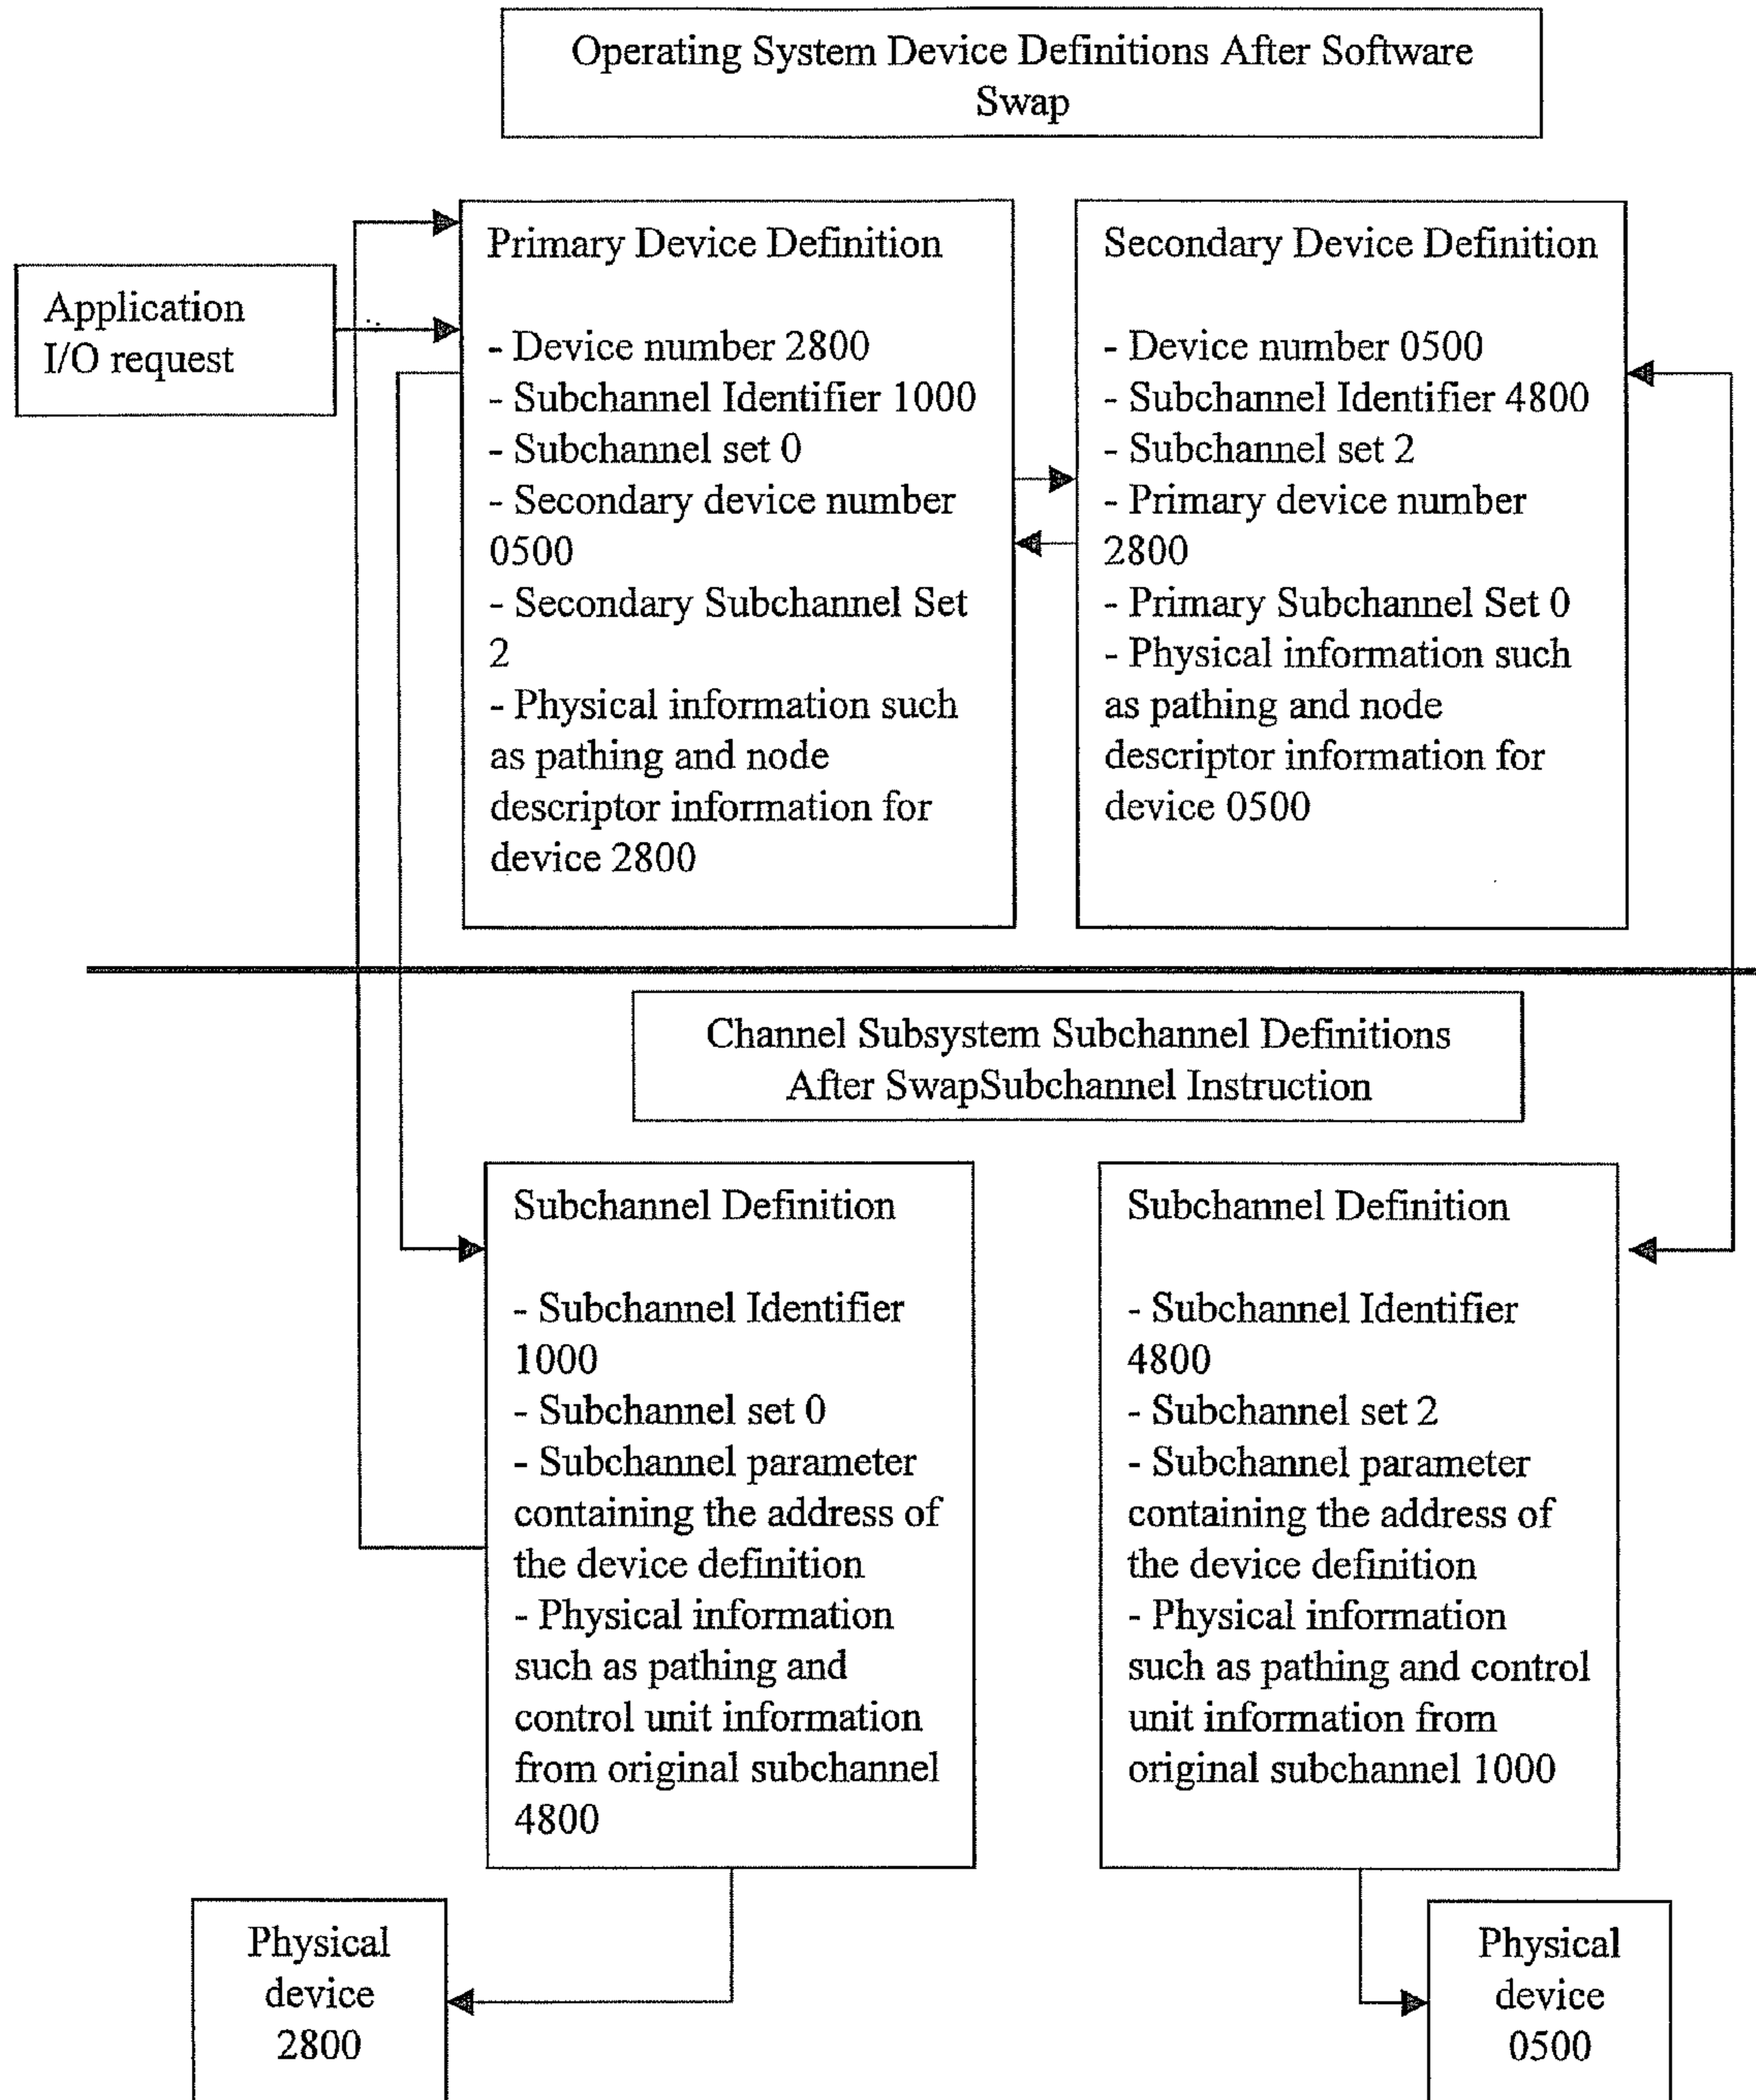 Operating System Device Definitions After Software
Swap
Application
I/O request
Primary Device Definition
- Device number 2800
- Subchannel Identifier 1000
- Subchannel set 0
- Secondary device number
0500
- Secondary Subchannel Set
2
- Physical information such
as pathing and node
descriptor information for
device 2800
Secondary Device Definition
- Device number 0500
- Subchannel Identifier 4800
- Subchannel set 2
- Primary device number
2800
- Primary Subchannel Set 0
- Physical information such
as pathing and node
descriptor information for
device 0500
Channel Subsystem Subchannel Definitions
After SwapSubchannel Instruction
Subchannel Definition
- Subchannel Identifier
1000
- Subchannel set 0
- Subchannel parameter
containing the address of
the device definition
- Physical information
such as pathing and
control unit information
from original subchannel
4800
Subchannel Definition
- Subchannel Identifier
4800
- Subchannel set 2
- Subchannel parameter
containing the address of
the device definition
- Physical information
such as pathing and control
unit information from
original subchannel 1000
Physical
device
2800
Physical
device
0500